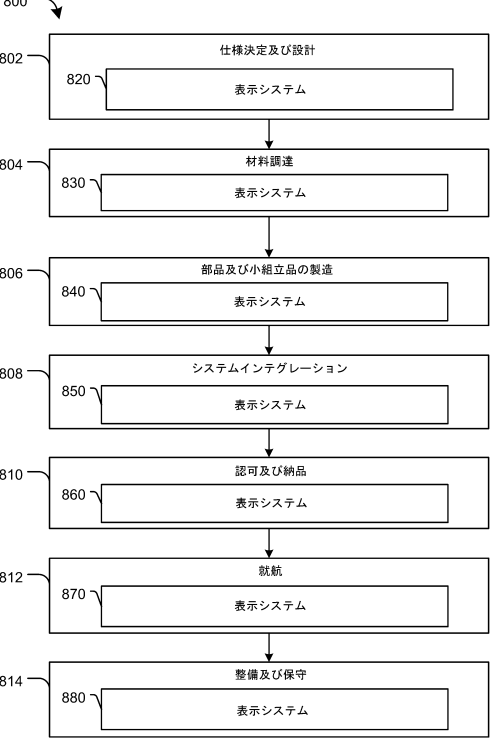 800
802
仕様決定及び設計
820
表示システム
804
材料調達
830
表示システム
806
部品及び小組立品の製造
840
表示システム
808
システムインテグレーション
850
表示システム
810
認可及び納品
860
表示システム
812
就航
870
表示システム
814
整備及び保守
880
表示システム